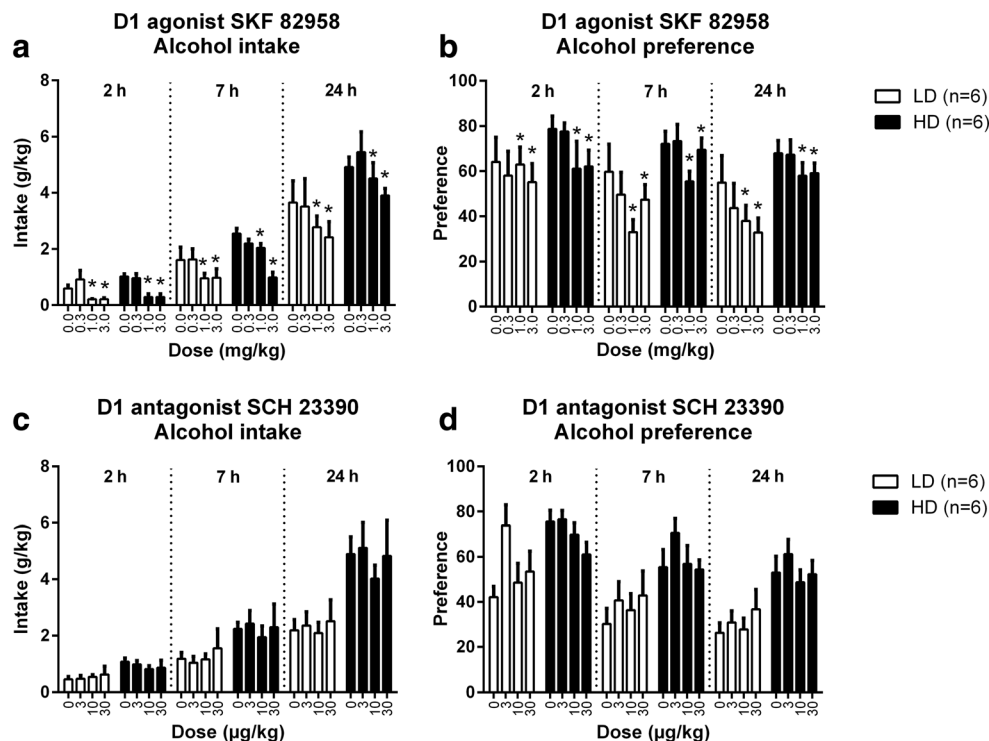 D1 agonist SKF 82958
Alcohol intake
a
Intake (g/kg)
8
6
4
2
0
2 h
7 h
24 h
* *
* *
* *
* *
* *
* *
0.0 0.3 1.0 3.0 0.0 0.3 1.0 3.0 0.0 0.3 1.0 3.0 0.0 0.3 1.0 3.0 0.0 0.3 1.0 3.0 0.0 0.3 1.0 3.0
Dose (mg/kg)
D1 agonist SKF 82958
Alcohol preference
b
Preference
100
80
60
40
20
0
2 h
7 h
24 h
* *
* *
* *
* *
* *
* *
0.0 0.3 1.0 3.0 0.0 0.3 1.0 3.0 0.0 0.3 1.0 3.0 0.0 0.3 1.0 3.0 0.0 0.3 1.0 3.0 0.0 0.3 1.0 3.0
Dose (mg/kg)
LD (n=6)
HD (n=6)
D1 antagonist SCH 23390
Alcohol intake
c
Intake (g/kg)
8
6
4
2
0
2 h
7 h
24 h
0 3 10 30 0 3 10 30 0 3 10 30 0 3 10 30 0 3 10 30 0 3 10 30
Dose (µg/kg)
D1 antagonist SCH 23390
Alcohol preference
d
Preference
100
80
60
40
20
0
2 h
7 h
24 h
0 3 10 30 0 3 10 30 0 3 10 30 0 3 10 30 0 3 10 30 0 3 10 30
Dose (µg/kg)
LD (n=6)
HD (n=6)